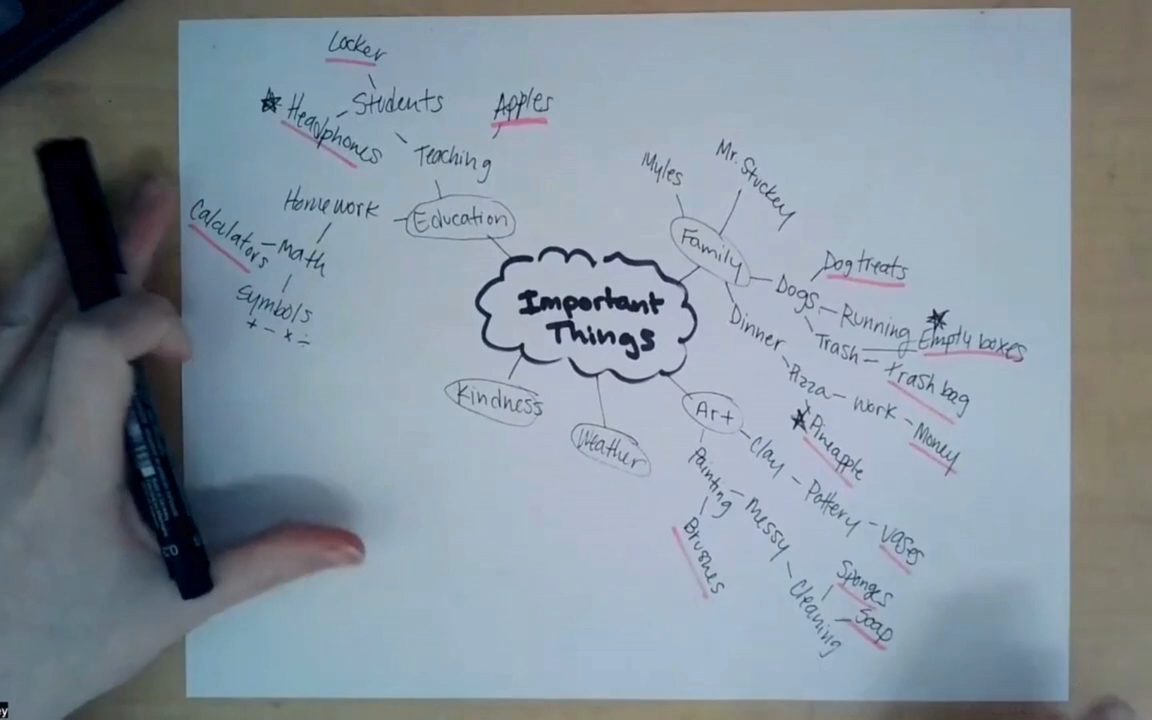 Locker
Students
Headphones
Apples
Teaching
Homework
Education
Calculators
Math
Symbols
+ - x ÷
Important
Things
Myles
Mr. Stuckey
Family
Dogs
Dog treats
Running
Empty boxes
Trash
Trash bag
Dinner
Pizza
Work
Money
Pineapple
Kindness
Weather
Art
Clay
Pottery
Vases
Painting
Brushes
Messy
Cleaning
Sponges
Soap